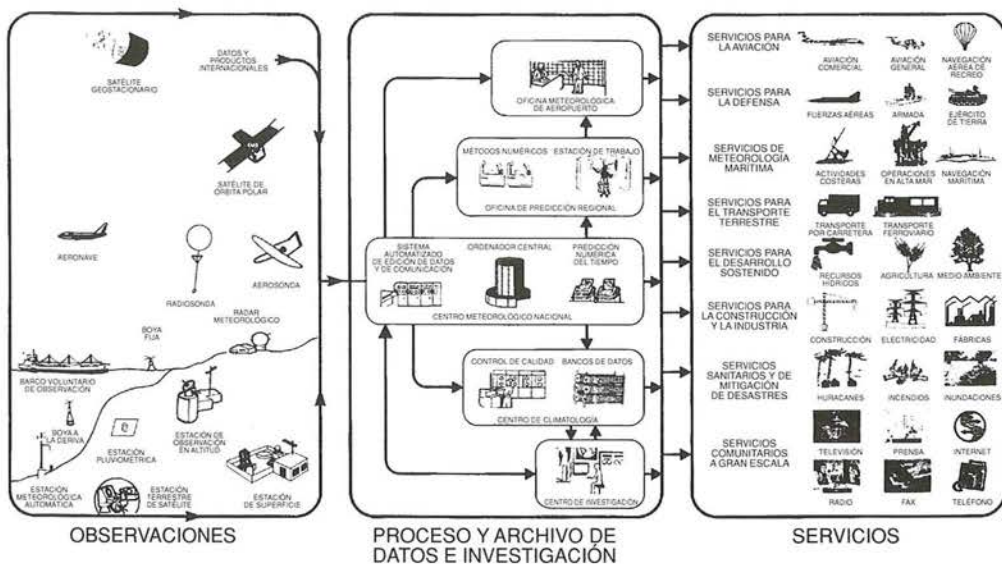 SATÉLITE
GEOSTACIONARIO
DATOS Y
PRODUCTOS
INTERNACIONALES
SATÉLITE DE
ÓRBITA POLAR
AERONAVE
RADIOSONDA
AEROSONDA
RADAR
METEOROLÓGICO
BOYA
FIJA
BARCO VOLUNTARIO
DE OBSERVACIÓN
BOYA A
LA DERIVA
ESTACIÓN
PLUVIOMÉTRICA
ESTACIÓN DE
OBSERVACIÓN
EN ALTITUD
ESTACIÓN
METEOROLÓGICA
AUTOMÁTICA
ESTACIÓN
TERRESTRE
DE SATÉLITE
ESTACIÓN
DE SUPERFICIE
OBSERVACIONES
OFICINA METEOROLÓGICA
DE AEROPUERTO
MÉTODOS NUMÉRICOS
ESTACIÓN DE TRABAJO
OFICINA DE PREDICCIÓN REGIONAL
SISTEMA
AUTOMATIZADO
DE EDICIÓN DE DATOS
Y DE COMUNICACIÓN
ORDENADOR CENTRAL
PREDICCIÓN
NUMÉRICA
DEL TIEMPO
CENTRO METEOROLÓGICO NACIONAL
CONTROL DE CALIDAD
BANCOS DE DATOS
CENTRO DE CLIMATOLOGÍA
CENTRO DE INVESTIGACIÓN
PROCESO Y ARCHIVO DE
DATOS E INVESTIGACIÓN
SERVICIOS PARA
LA AVIACIÓN
AVIACIÓN
COMERCIAL
AVIACIÓN
GENERAL
NAVEGACIÓN
AÉREA DE
RECREO
SERVICIOS PARA
LA DEFENSA
FUERZAS AÉREAS
ARMADA
EJÉRCITO
DE TIERRA
SERVICIOS DE
METEOROLOGÍA
MARÍTIMA
ACTIVIDADES
COSTERAS
OPERACIONES
EN ALTA MAR
NAVEGACIÓN
MARÍTIMA
SERVICIOS PARA
EL TRANSPORTE
TERRESTRE
TRANSPORTE
POR CARRETERA
TRANSPORTE
FERROVIARIO
SERVICIOS PARA
EL DESARROLLO
SOSTENIDO
RECURSOS
HÍDRICOS
AGRICULTURA
MEDIO AMBIENTE
SERVICIOS PARA
LA CONSTRUCCIÓN
Y LA INDUSTRIA
CONSTRUCCIÓN
ELECTRICIDAD
FÁBRICAS
SERVICIOS
SANITARIOS Y DE
MITIGACIÓN
DE DESASTRES
HURACANES
INCENDIOS
INUNDACIONES
SERVICIOS
COMUNITARIOS
A GRAN ESCALA
TELEVISIÓN
PRENSA
INTERNET
RADIO
FAX
TELÉFONO
SERVICIOS